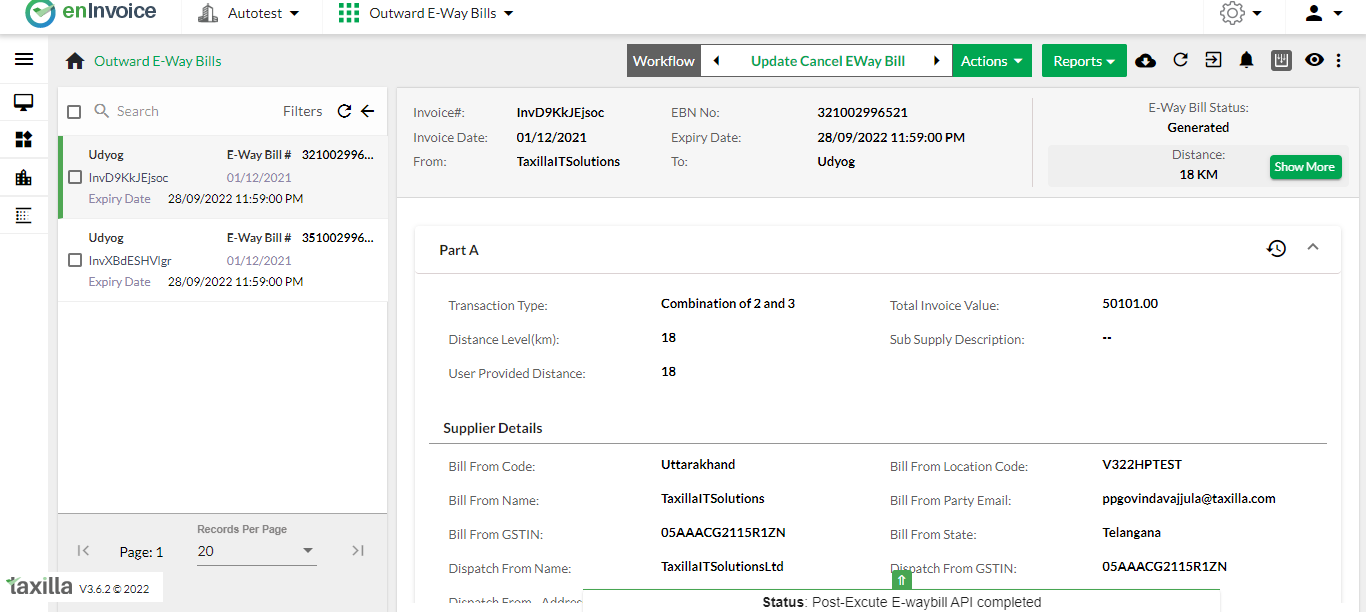 enInvoice
Autotest
Outward E-Way Bills
Outward E-Way Bills
Workflow
Update Cancel EWay Bill
Actions
Reports
Search
Filters
Udyog
E-Way Bill #
321002996...
InvD9KkJEjsoc
01/12/2021
Expiry Date
28/09/2022 11:59:00 PM
Udyog
E-Way Bill #
351002996...
InvXBdESHVlgr
01/12/2021
Expiry Date
28/09/2022 11:59:00 PM
Records Per Page
Page: 1
20
taxilla
V3.6.2 © 2022
Invoice#:
InvD9KkJEjsoc
EBN No:
321002996521
Invoice Date:
01/12/2021
Expiry Date:
28/09/2022 11:59:00 PM
From:
TaxillaITSolutions
To:
Udyog
E-Way Bill Status:
Generated
Distance:
18 KM
Show More
Part A
Transaction Type:
Combination of 2 and 3
Total Invoice Value:
50101.00
Distance Level(km):
18
Sub Supply Description:
--
User Provided Distance:
18
Supplier Details
Bill From Code:
Uttarakhand
Bill From Location Code:
V322HPTEST
Bill From Name:
TaxillaITSolutions
Bill From Party Email:
ppgovindavajjula@taxilla.com
Bill From GSTIN:
05AAACG2115R1ZN
Bill From State:
Telangana
Dispatch From Name:
TaxillaITSolutionsLtd
Dispatch From GSTIN:
05AAACG2115R1ZN
Dispatch From
Status: Post-Excute E-waybill API completed